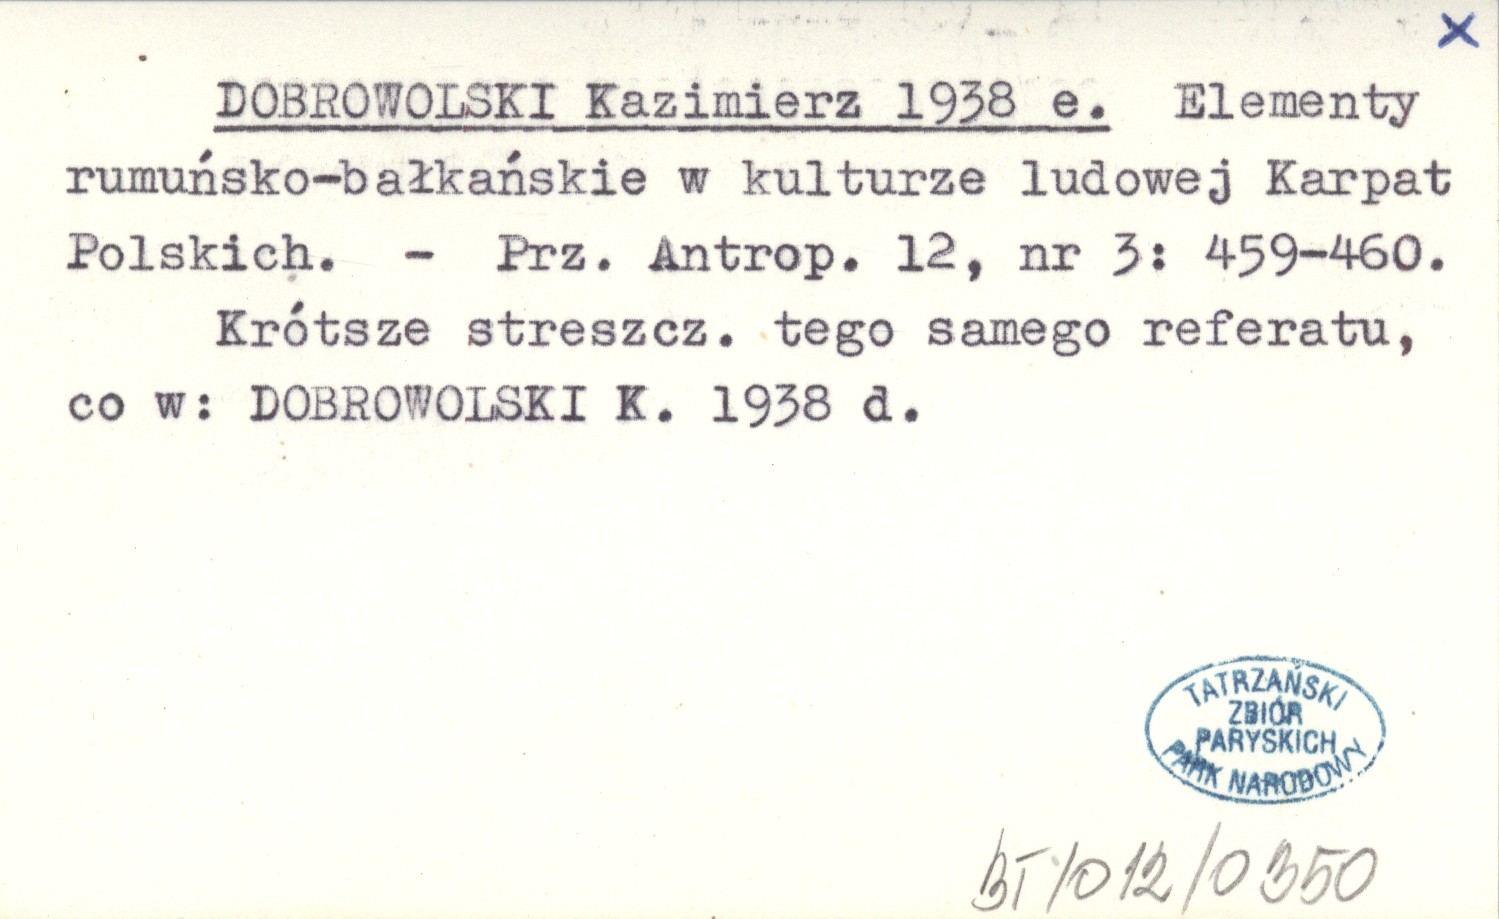 x
DOBROWOLSKI Kazimierz 1938 e. Elementy
rumuńsko-bałkańskie w kulturze ludowej Karpat
Polskich. - Prz. Antrop. 12, nr 3: 459-460.
Krótsze streszcz. tego samego referatu,
co w: DOBROWOLSKI K. 1938 d.
TATRZAŃSKI
ZBIÓR
PARYSKICH
PARK NARODOWY
BT/012/0350